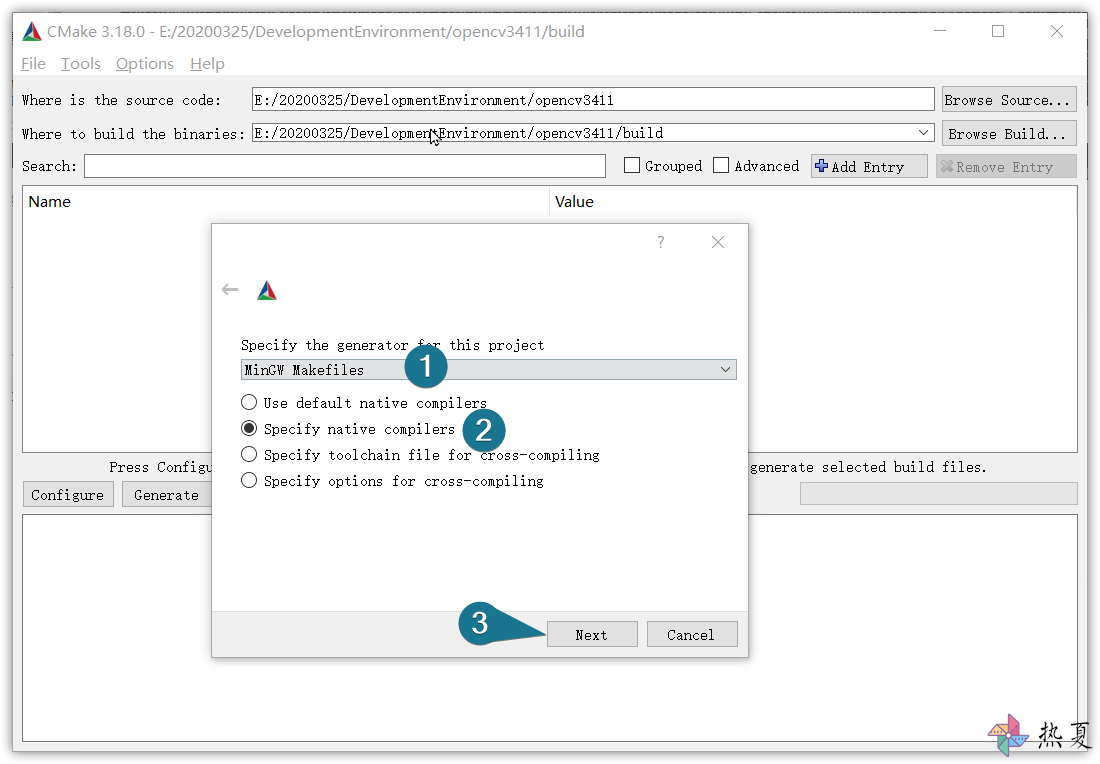 CMake 3.18.0 - E:/20200325/DevelopmentEnvironment/opencv3411/build
File Tools Options Help
Where is the source code: E:/20200325/DevelopmentEnvironment/opencv3411 Browse Source...
Where to build the binaries: E:/20200325/DevelopmentEnvironment/opencv3411/build Browse Build...
Search: Grouped Advanced Add Entry Remove Entry
Name Value
?
Specify the generator for this project
MinGW Makefiles 1
Use default native compilers
Specify native compilers 2
Specify toolchain file for cross-compiling
Press Configu generate selected build files.
Specify options for cross-compiling
Configure Generate
3 Next Cancel
热夏